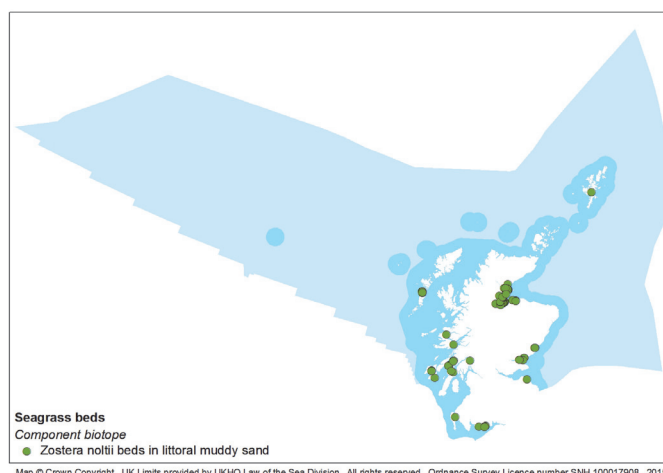 Seagrass beds
Component biotope
Zostera noltii beds in littoral muddy sand
Map © Crown Copyright. UK Limits provided by UKHO Law of the Sea Division. All rights reserved. Ordnance Survey Licence number SNH 100017908